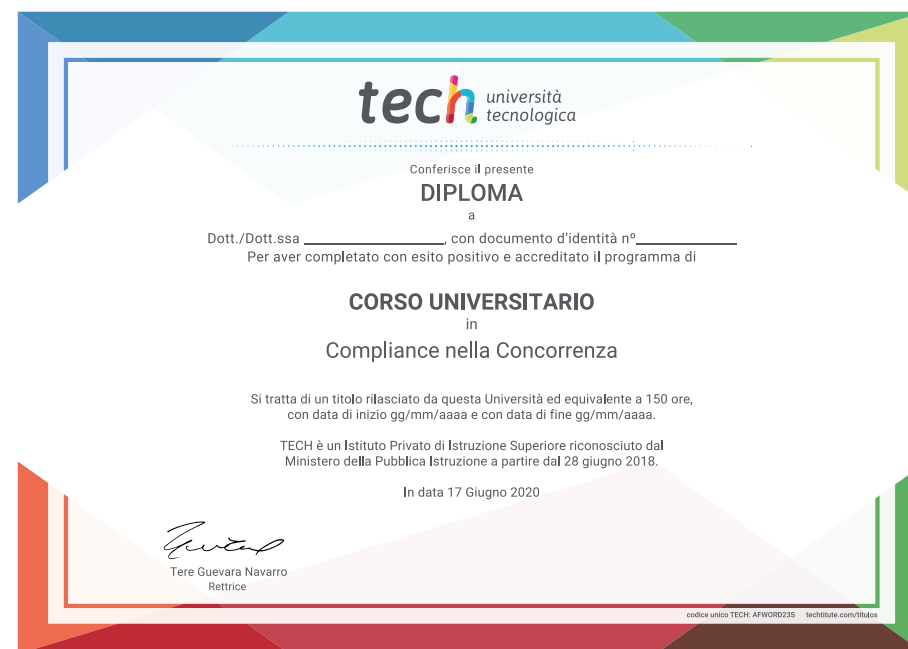 tech università
tecnologica
Conferisce il presente
DIPLOMA
a
Dott./Dott.ssa ________________, con documento d'identità nº____________
Per aver completato con esito positivo e accreditato il programma di
CORSO UNIVERSITARIO
in
Compliance nella Concorrenza
Si tratta di un titolo rilasciato da questa Università ed equivalente a 150 ore,
con data di inizio gg/mm/aaaa e con data di fine gg/mm/aaaa.
TECH è un Istituto Privato di Istruzione Superiore riconosciuto dal
Ministero della Pubblica Istruzione a partire dal 28 giugno 2018.
In data 17 Giugno 2020
Tere Guevara Navarro
Rettrice
codice unico TECH: AFWORD23S techtitute.com/titulos